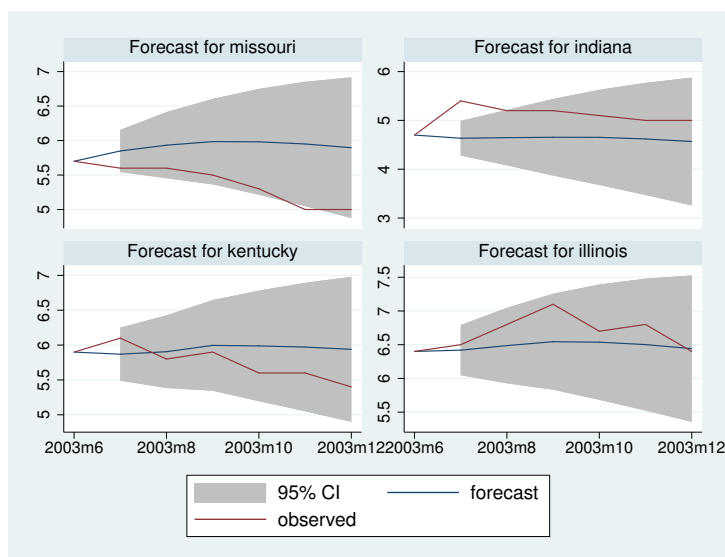 Forecast for missouri
Forecast for indiana
7
6.5
6
5.5
5
6
5
4
3
Forecast for kentucky
Forecast for illinois
7
6.5
6
5.5
5
7.5
7
6.5
6
5.5
2003m6 2003m8 2003m10 2003m12
2003m6 2003m8 2003m10 2003m12
95% CI forecast
observed